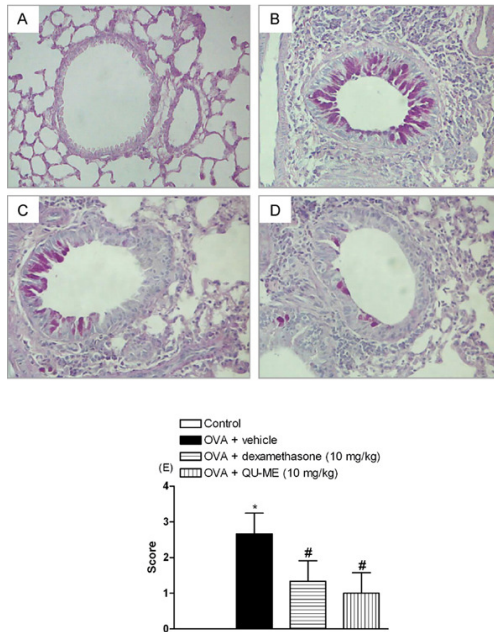 A
B
C
D
Control
OVA + vehicle
OVA + dexamethasone (10 mg/kg)
(E)
OVA + QU-ME (10 mg/kg)
Score
4
3
2
1
0
*
#
#